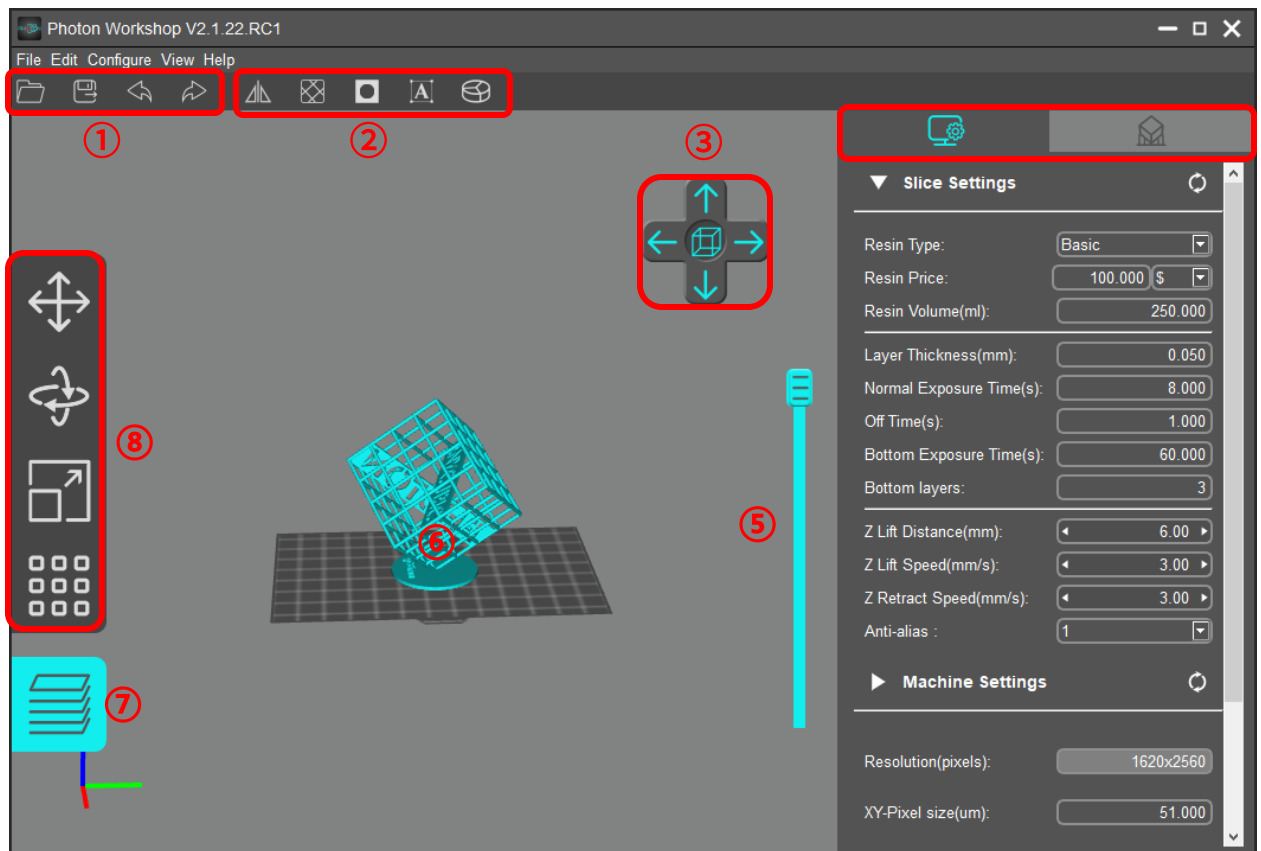 Photon Workshop V2.1.22.RC1
File Edit Configure View Help
A
① ② ③
Slice Settings
Resin Type: Basic
Resin Price: 100.000 $
Resin Volume(ml): 250.000
Layer Thickness(mm): 0.050
Normal Exposure Time(s): 8.000
Off Time(s): 1.000
⑧
Bottom Exposure Time(s): 60.000
Bottom layers: 3
⑤
⑥
Z Lift Distance(mm): 6.00
Z Lift Speed(mm/s): 3.00
Z Retract Speed(mm/s): 3.00
Anti-alias : 1
⑦
Machine Settings
Resolution(pixels): 1620x2560
XY-Pixel size(um): 51.000